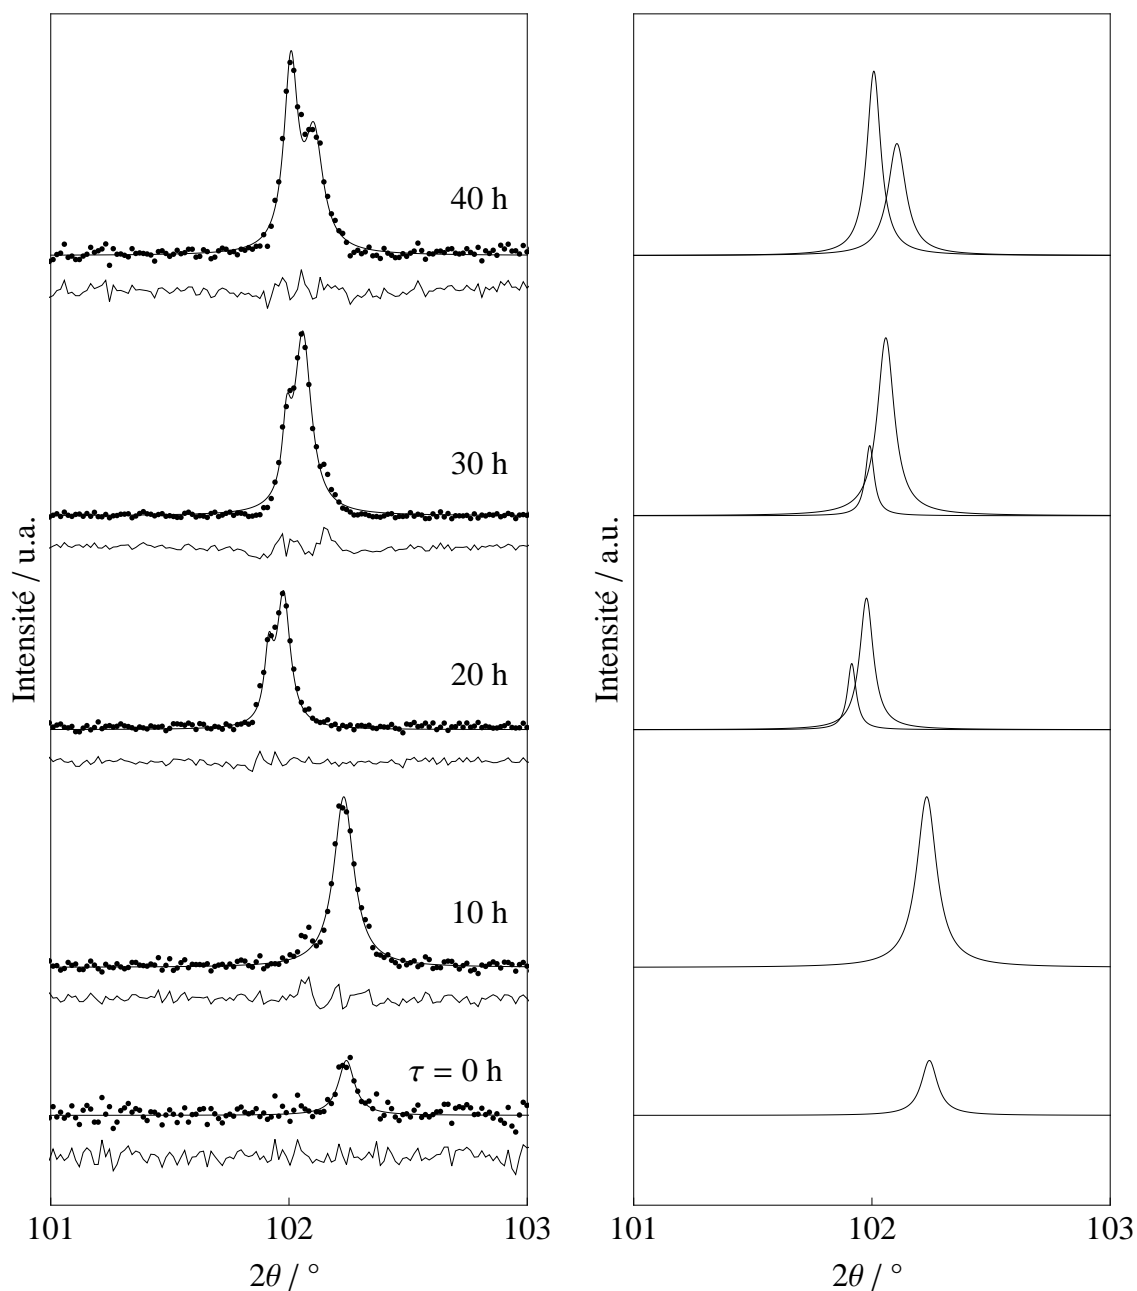 40 h
30 h
20 h
10 h
τ = 0 h
Intensité / u.a.
101 102 103
2θ / °
Intensité / a.u.
101 102 103
2θ / °